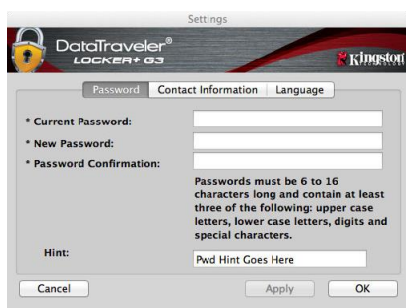 Settings
DataTraveler®
LOCKER+ G3
Kingston
TECHNOLOGY
Password Contact Information Language
* Current Password:
* New Password:
* Password Confirmation:
Passwords must be 6 to 16
characters long and contain at least
three of the following: upper case
letters, lower case letters, digits and
special characters.
Hint: Pwd Hint Goes Here
Cancel Apply OK